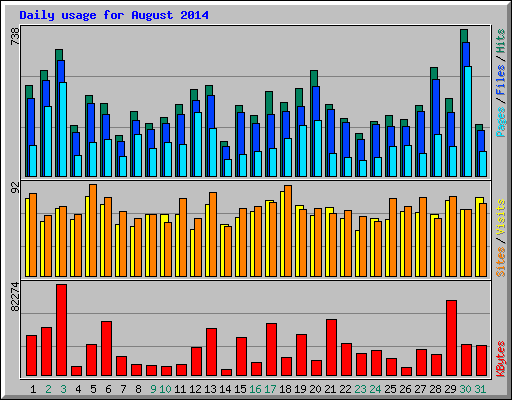 Daily usage for August 2014
738
Pages / Files / Hits
92
Sites / Visits
82274
KBytes
1 2 3 4 5 6 7 8 9 10 11 12 13 14 15 16 17 18 19 20 21 22 23 24 25 26 27 28 29 30 31